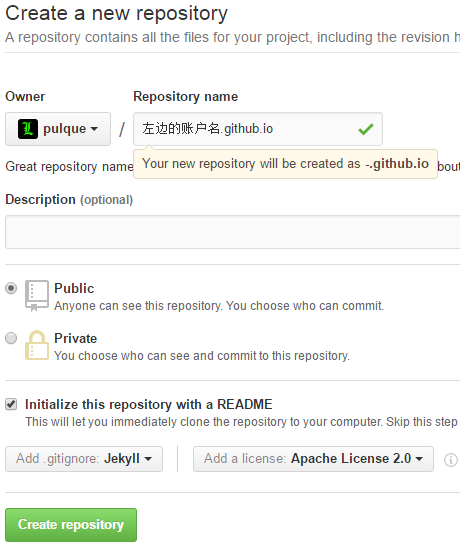 Create a new repository
A repository contains all the files for your project, including the revision h
Owner Repository name
pulque / 左边的账户名.github.io
Your new repository will be created as -.github.io
Great repository name bout
Description (optional)
Public
Anyone can see this repository. You choose who can commit.
Private
You choose who can see and commit to this repository.
Initialize this repository with a README
This will let you immediately clone the repository to your computer. Skip this step
Add .gitignore: Jekyll Add a license: Apache License 2.0
Create repository